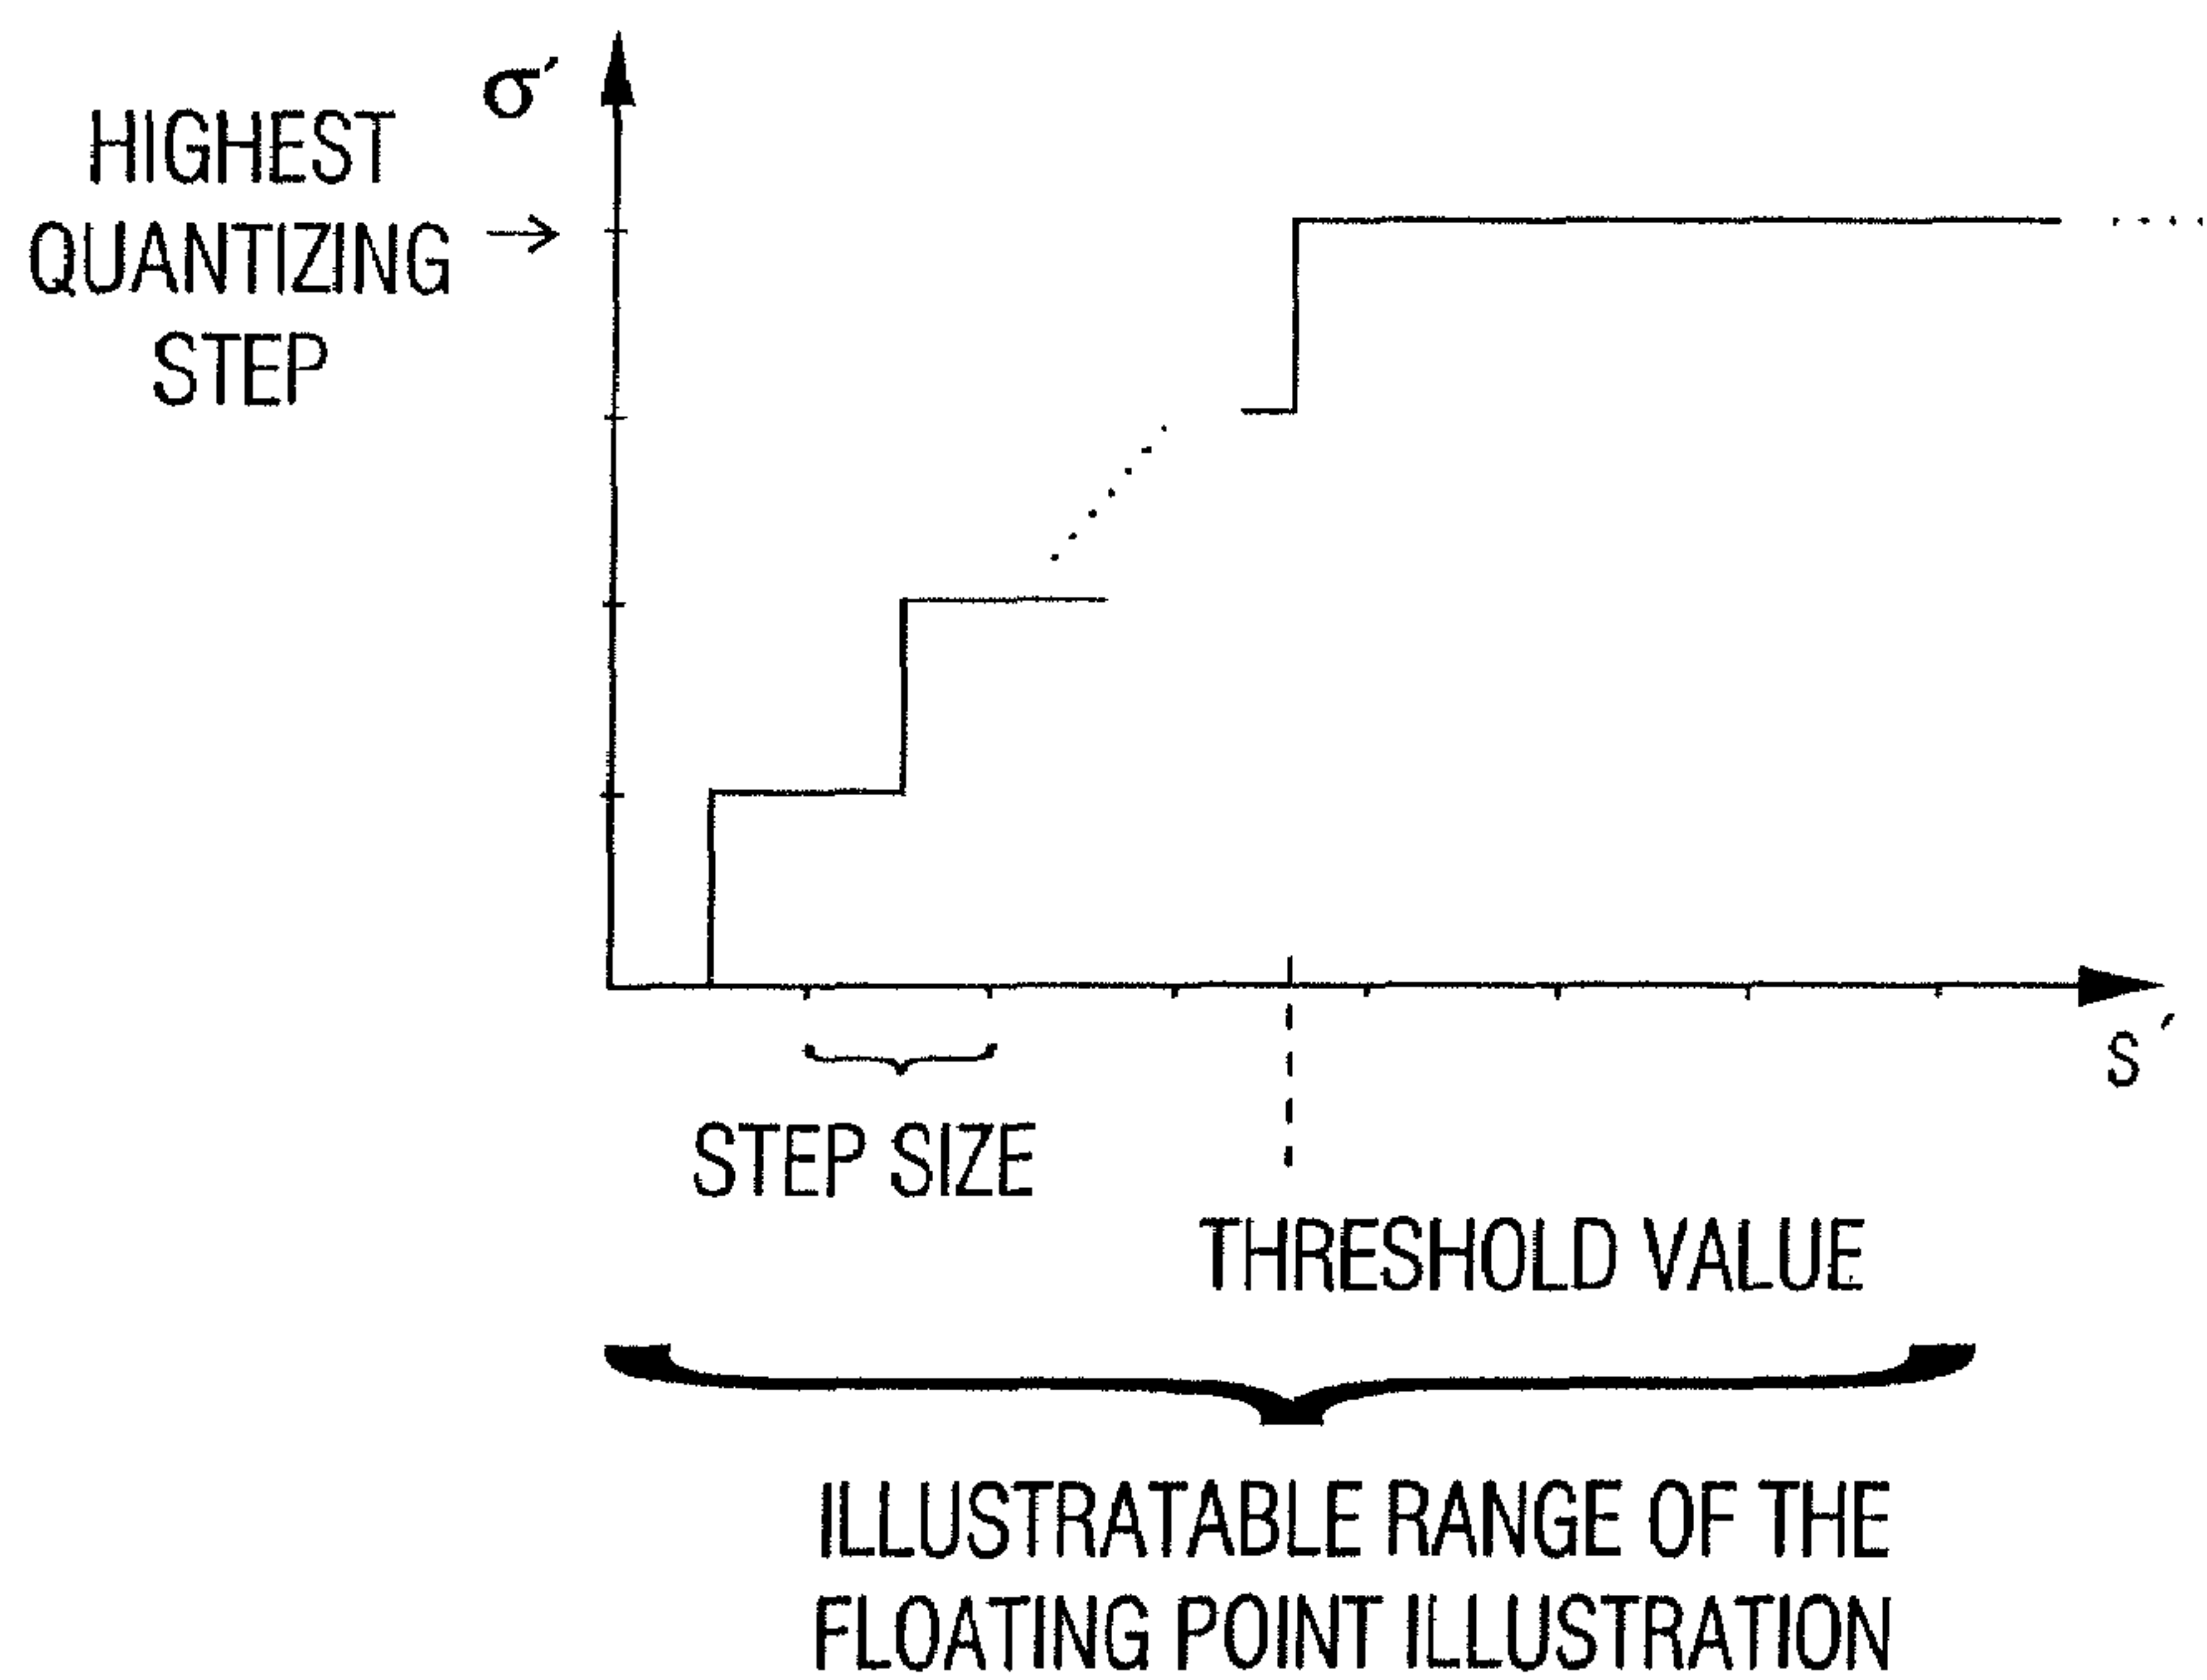 σ′
HIGHEST
QUANTIZING
STEP
s′
STEP SIZE
THRESHOLD VALUE
ILLUSTRATABLE RANGE OF THE
FLOATING POINT ILLUSTRATION